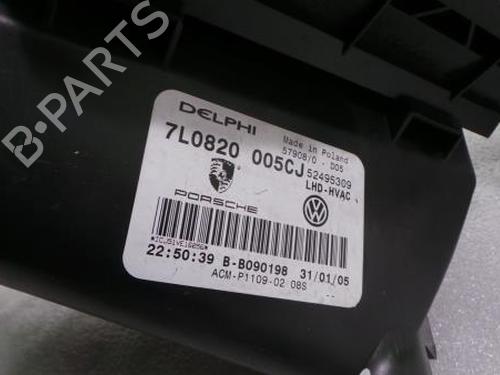 DELPHI
Made in Poland
7L0820 005CJ
57908/0 - D05
52495309
LHD-HVAC
PORSCHE
22:50:39 B-B090198 31/01/05
ACM-P1109-02 08S
B-PARTS